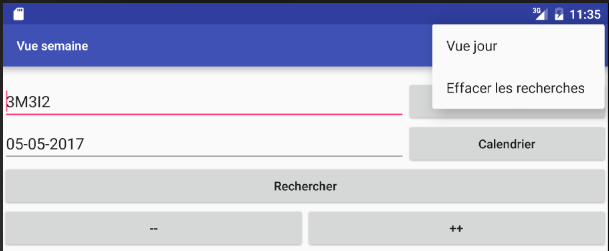 3G 11:35
Vue semaine
Vue jour
Effacer les recherches
3M3I2
05-05-2017
Calendrier
Rechercher
-- ++